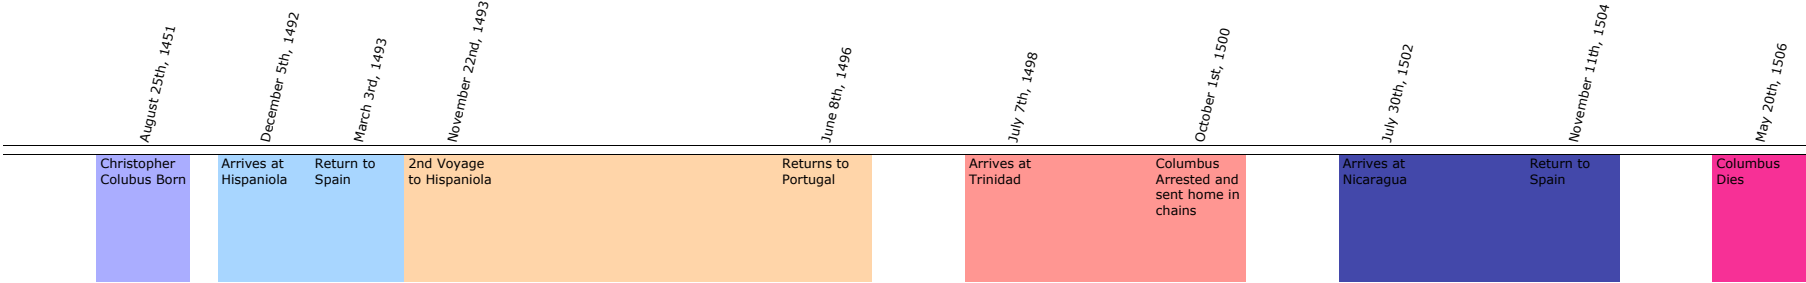 August 25th, 1451
December 5th, 1492
March 3rd, 1493
November 22nd, 1493
June 8th, 1496
July 7th, 1498
October 1st, 1500
July 30th, 1502
November 11th, 1504
May 20th, 1506
Christopher
Colubus Born
Arrives at
Hispaniola
Return to
Spain
2nd Voyage
to Hispaniola
Returns to
Portugal
Arrives at
Trinidad
Columbus
Arrested and
sent home in
chains
Arrives at
Nicaragua
Return to
Spain
Columbus
Dies